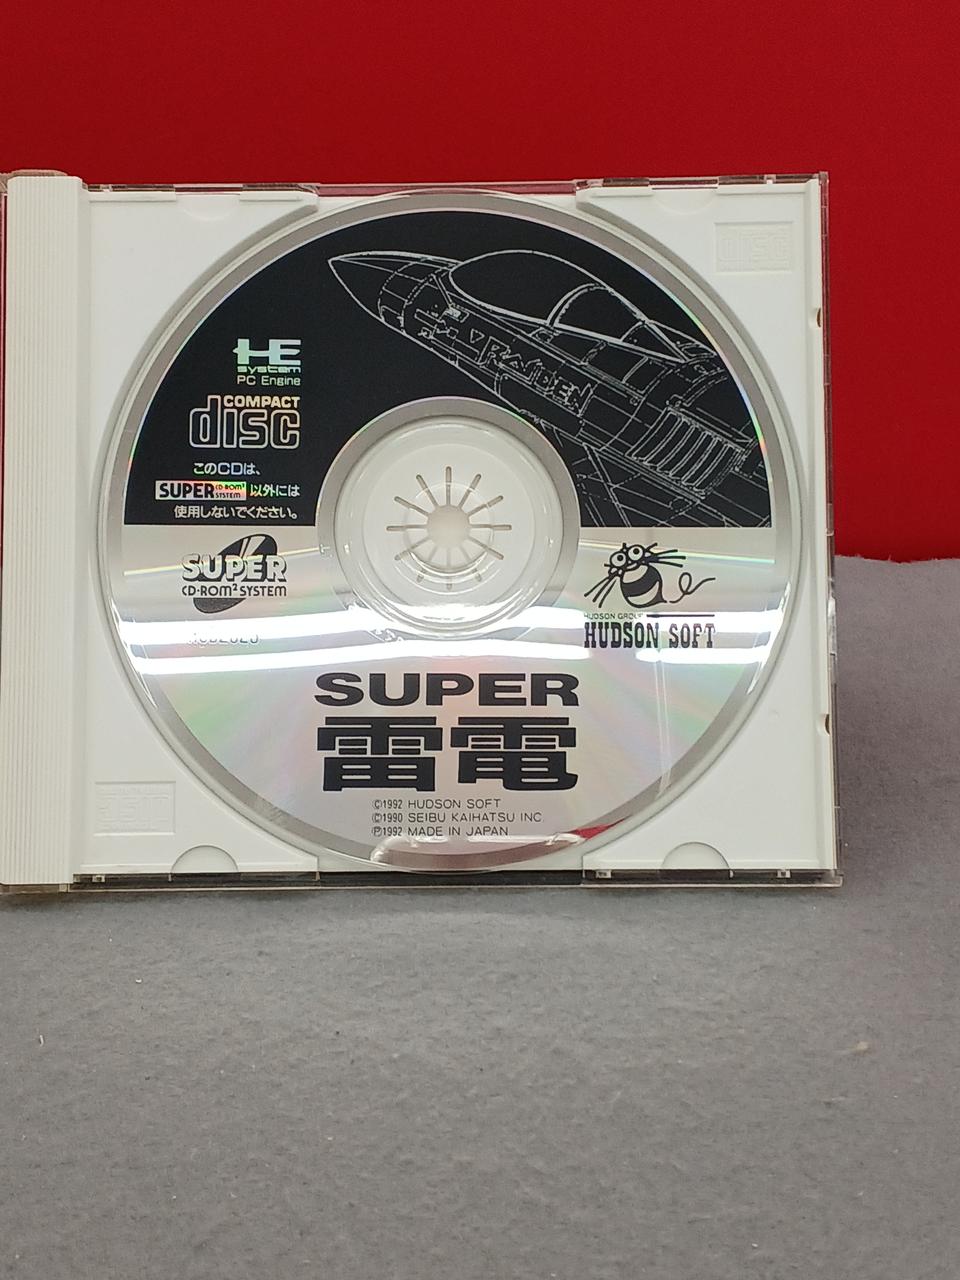 HE
system
PC Engine
COMPACT
disc
このCDは、
SUPER CD-ROM² SYSTEM 以外には
使用しないでください。
RAIDEN
SUPER
CD-ROM² SYSTEM
HUDSON GROUP
HUDSON SOFT
SUPER
雷電
©1992 HUDSON SOFT
©1990 SEIBU KAIHATSU INC.
℗1992 MADE IN JAPAN
disc